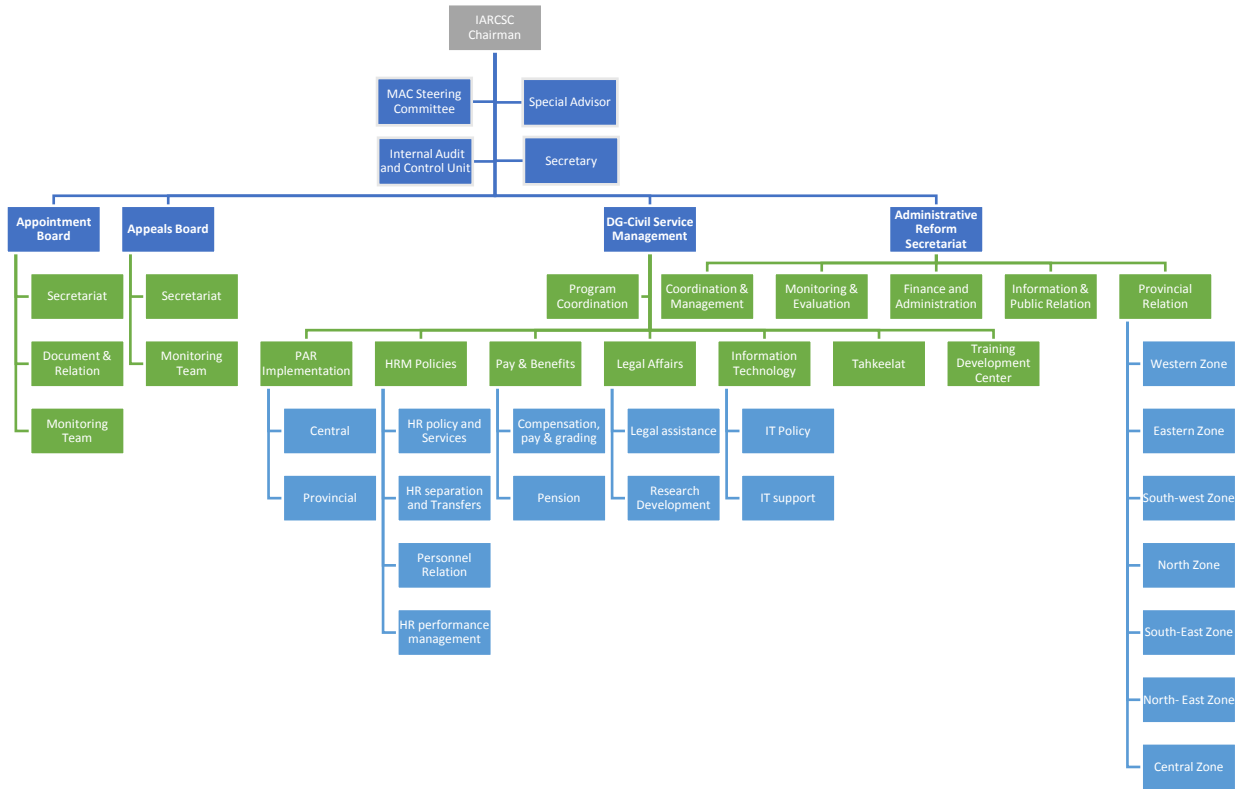 IARCSC
Chairman
MAC Steering
Committee
Special Advisor
Internal Audit
and Control Unit
Secretary
Appointment
Board
Appeals Board
DG-Civil Service
Management
Administrative
Reform
Secretariat
Secretariat
Secretariat
Program
Coordination
Coordination &
Management
Monitoring &
Evaluation
Finance and
Administration
Information &
Public Relation
Provincial
Relation
Document &
Relation
Monitoring
Team
PAR
Implementation
HRM Policies
Pay & Benefits
Legal Affairs
Information
Technology
Tahkeelat
Training
Development
Center
Western Zone
Monitoring
Team
Central
HR policy and
Services
Compensation,
pay & grading
Legal assistance
IT Policy
Eastern Zone
Provincial
HR separation
and Transfers
Pension
Research
Development
IT support
South-west Zone
Personnel
Relation
North Zone
HR performance
management
South-East Zone
North- East Zone
Central Zone